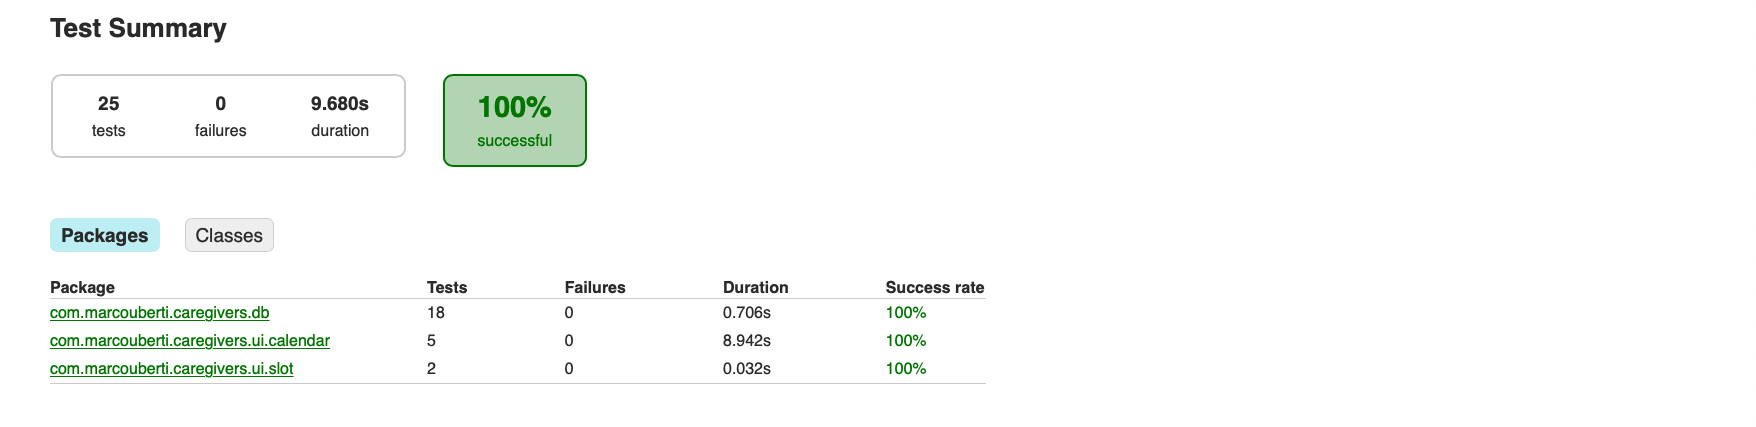 Test Summary
25 0 9.680s
tests failures duration
100%
successful
Packages Classes
Package Tests Failures Duration Success rate
com.marcouberti.caregivers.db 18 0 0.706s 100%
com.marcouberti.caregivers.ui.calendar 5 0 8.942s 100%
com.marcouberti.caregivers.ui.slot 2 0 0.032s 100%